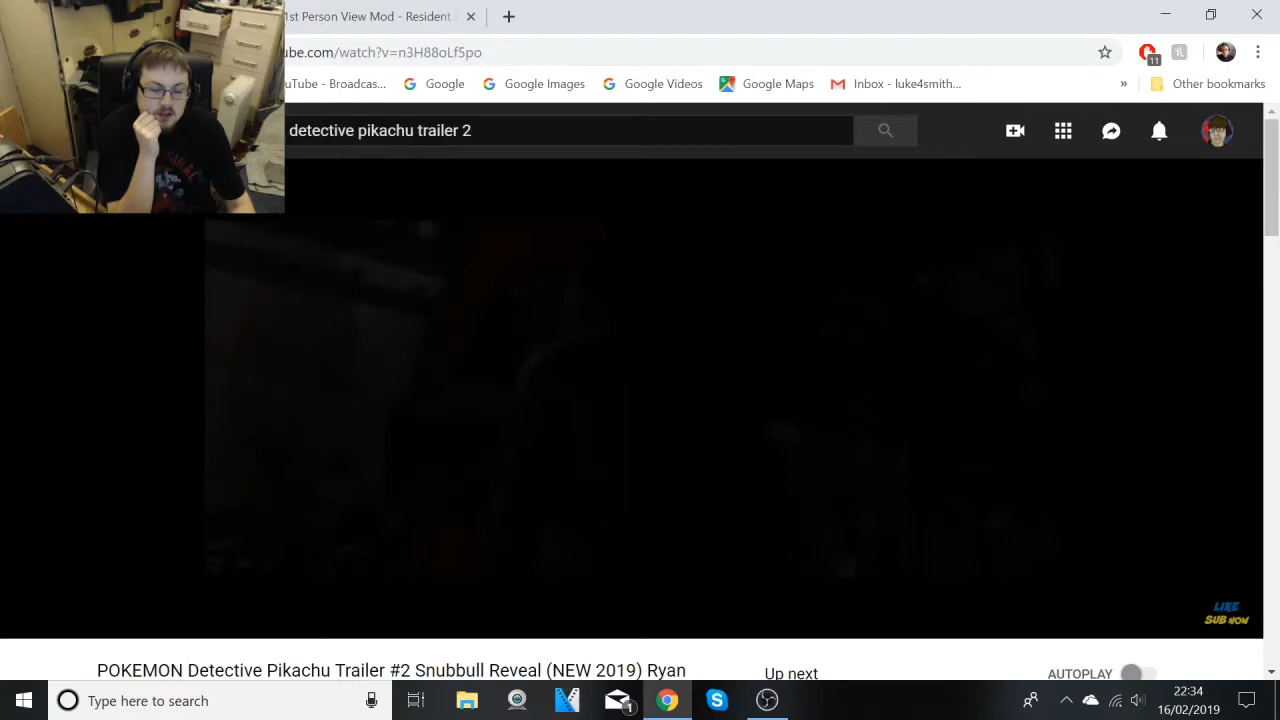 1st Person View Mod - Resident
ube.com/watch?v=n3H88oLf5po
11
uTube - Broadcas...
Google
Google Images
Google Videos
Google Maps
Inbox - luke4smith...
»
Other bookmarks
detective pikachu trailer 2
LIKE
SUB NOW
POKEMON Detective Pikachu Trailer #2 Snubbull Reveal (NEW 2019) Ryan
Up next
AUTOPLAY
Type here to search
1
22:34
16/02/2019